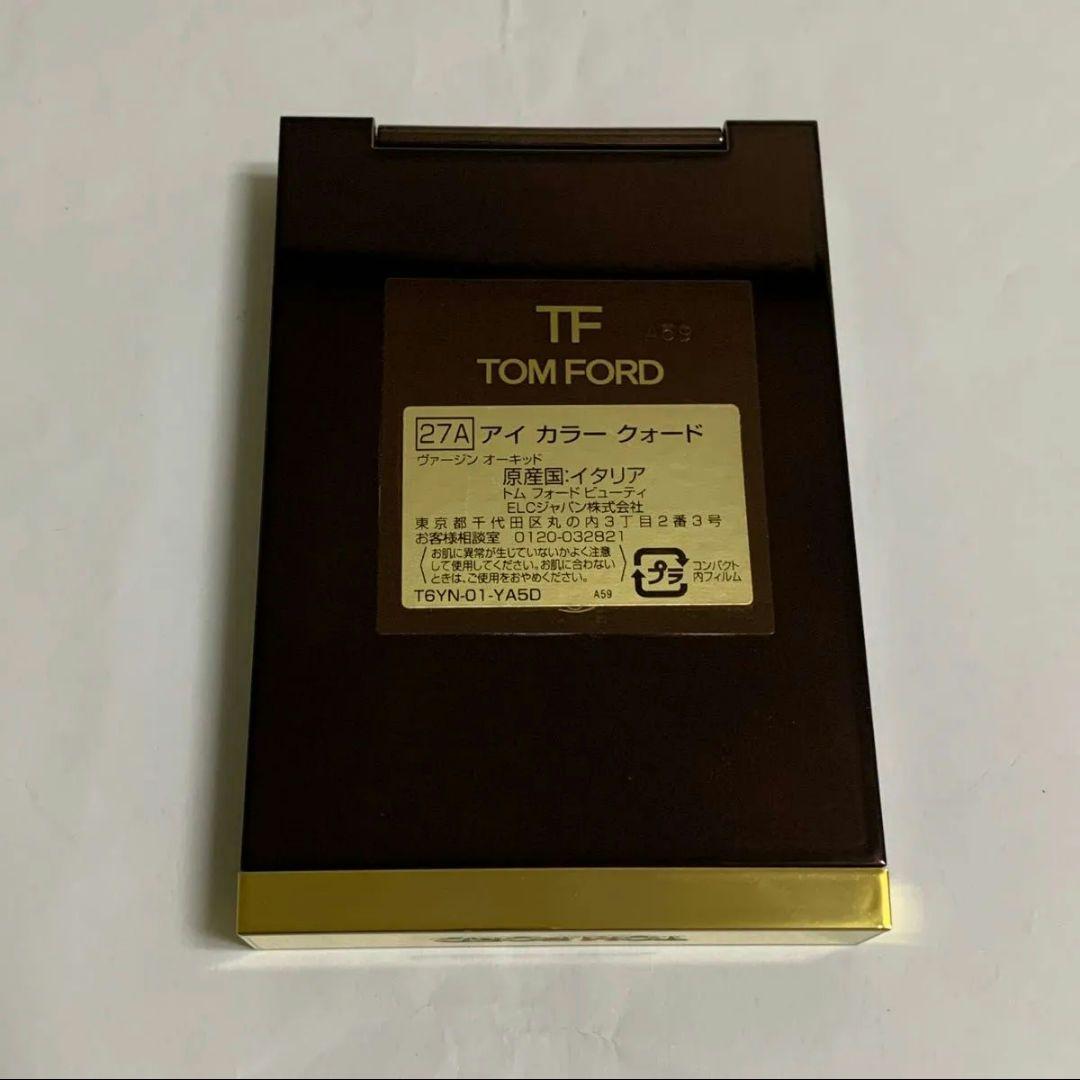 TF
A59
TOM FORD
27A アイ カラー クォード
ヴァージン オーキッド
原産国:イタリア
トム フォード ビューティ
ELCジャパン株式会社
東京都千代田区丸の内3丁目2番3号
お客様相談室 0120-032821
お肌に異常が生じていないかよく注意
して使用してください。お肌に合わない
ときは、ご使用をおやめください。
プラ
コンパクト
内フィルム
T6YN-01-YA5D A59
TOM FORD